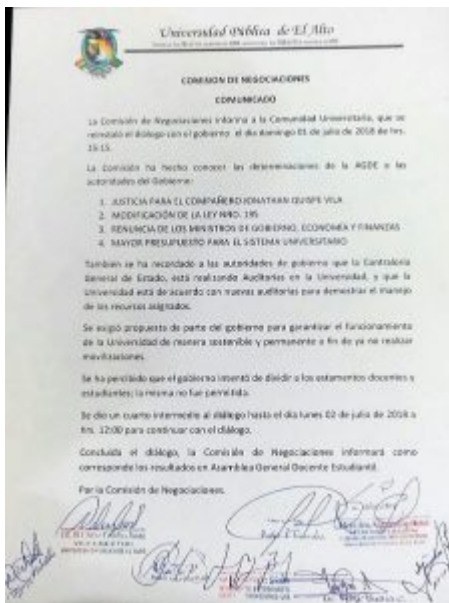 Universidad Pública de El Alto
COMISION DE NEGOCIACIONES
COMUNICADO
La Comisión de Negociaciones informa a la Comunidad Universitaria, que se
reinstaló el diálogo con el gobierno el día domingo 01 de julio de 2018 de hrs.
15:15.
La Comisión ha hecho conocer las determinaciones de la AGDE a las
autoridades del Gobierno:
1. JUSTICIA PARA EL COMPAÑERO JONATHAN QUISPE VILA
2. MODIFICACIÓN DE LA LEY NRO. 195
3. RENUNCIA DE LOS MINISTROS DE GOBIERNO, ECONOMÍA Y FINANZAS
4. MAYOR PRESUPUESTO PARA EL SISTEMA UNIVERSITARIO
También se ha recordado a las autoridades de gobierno que la Contraloría
General de Estado, está realizando Auditorias en la Universidad, y que la
Universidad está de acuerdo con nuevas auditorias para demostrar el manejo
de los recursos asignados.
Se exigió propuesta de parte del gobierno para garantizar el funcionamiento
de la Universidad de manera sostenible y permanente a fin de ya no realizar
movilizaciones.
Se ha percibido que el gobierno intentó de dividir a los estamentos docentes y
estudiantes; la misma no fue permitida.
Se dio un cuarto intermedio al diálogo hasta el día lunes 02 de julio de 2018 a
hrs. 12:00 para continuar con el diálogo.
Concluida el diálogo, la Comisión de Negociaciones informará como
corresponde los resultados en Asamblea General Docente Estudiantil.
Por la Comisión de Negociaciones.